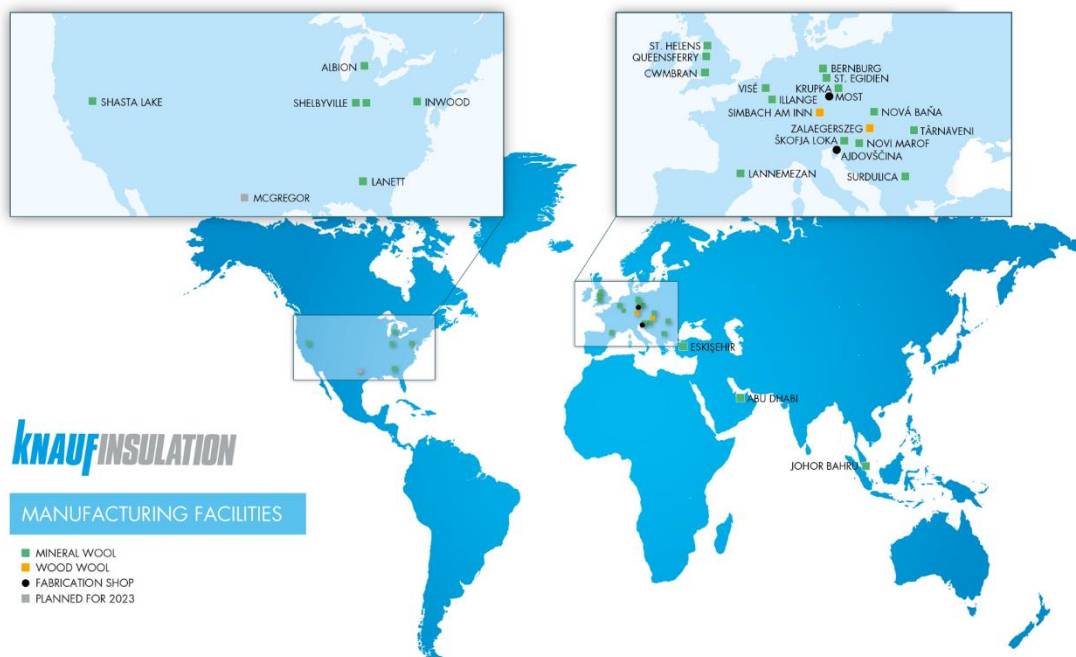 ALBION
SHASTA LAKE
SHELBYVILLE
INWOOD
LANETT
MCGREGOR
ST. HELENS
QUEENSFERRY
CWMBRAN
BERNBURG
ST. EGIDIEN
VISÉ
KRUPKA
ILLANGE
MOST
SIMBACH AM INN
NOVÁ BAŇA
ZALAEGERSZEG
TÂRNĂVENI
ŠKOFJA LOKA
NOVI MAROF
AJDOVŠČINA
LANNEMEZAN
SURDULICA
ESKIŞEHIR
ABU DHABI
JOHOR BAHRU
KNAUFINSULATION
MANUFACTURING FACILITIES
MINERAL WOOL
WOOD WOOL
FABRICATION SHOP
PLANNED FOR 2023